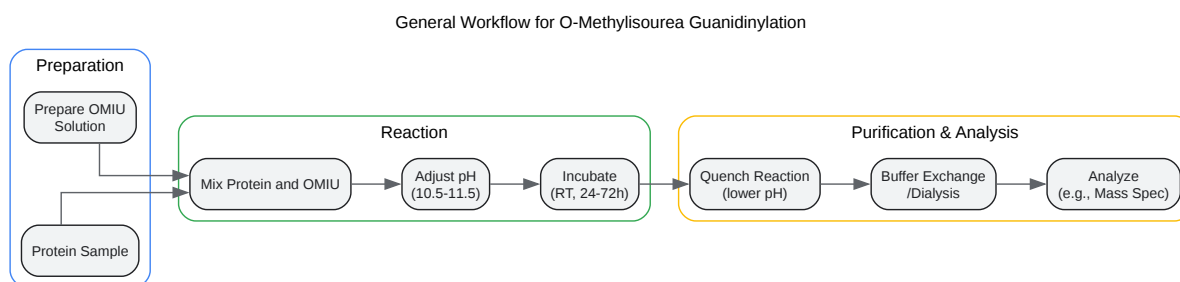 General Workflow for O-Methylisourea Guanidinylation
Preparation
Prepare OMIU
Solution
Protein Sample
Reaction
Mix Protein and OMIU
Adjust pH
(10.5-11.5)
Incubate
(RT, 24-72h)
Purification & Analysis
Quench Reaction
(lower pH)
Buffer Exchange
/Dialysis
Analyze
(e.g., Mass Spec)